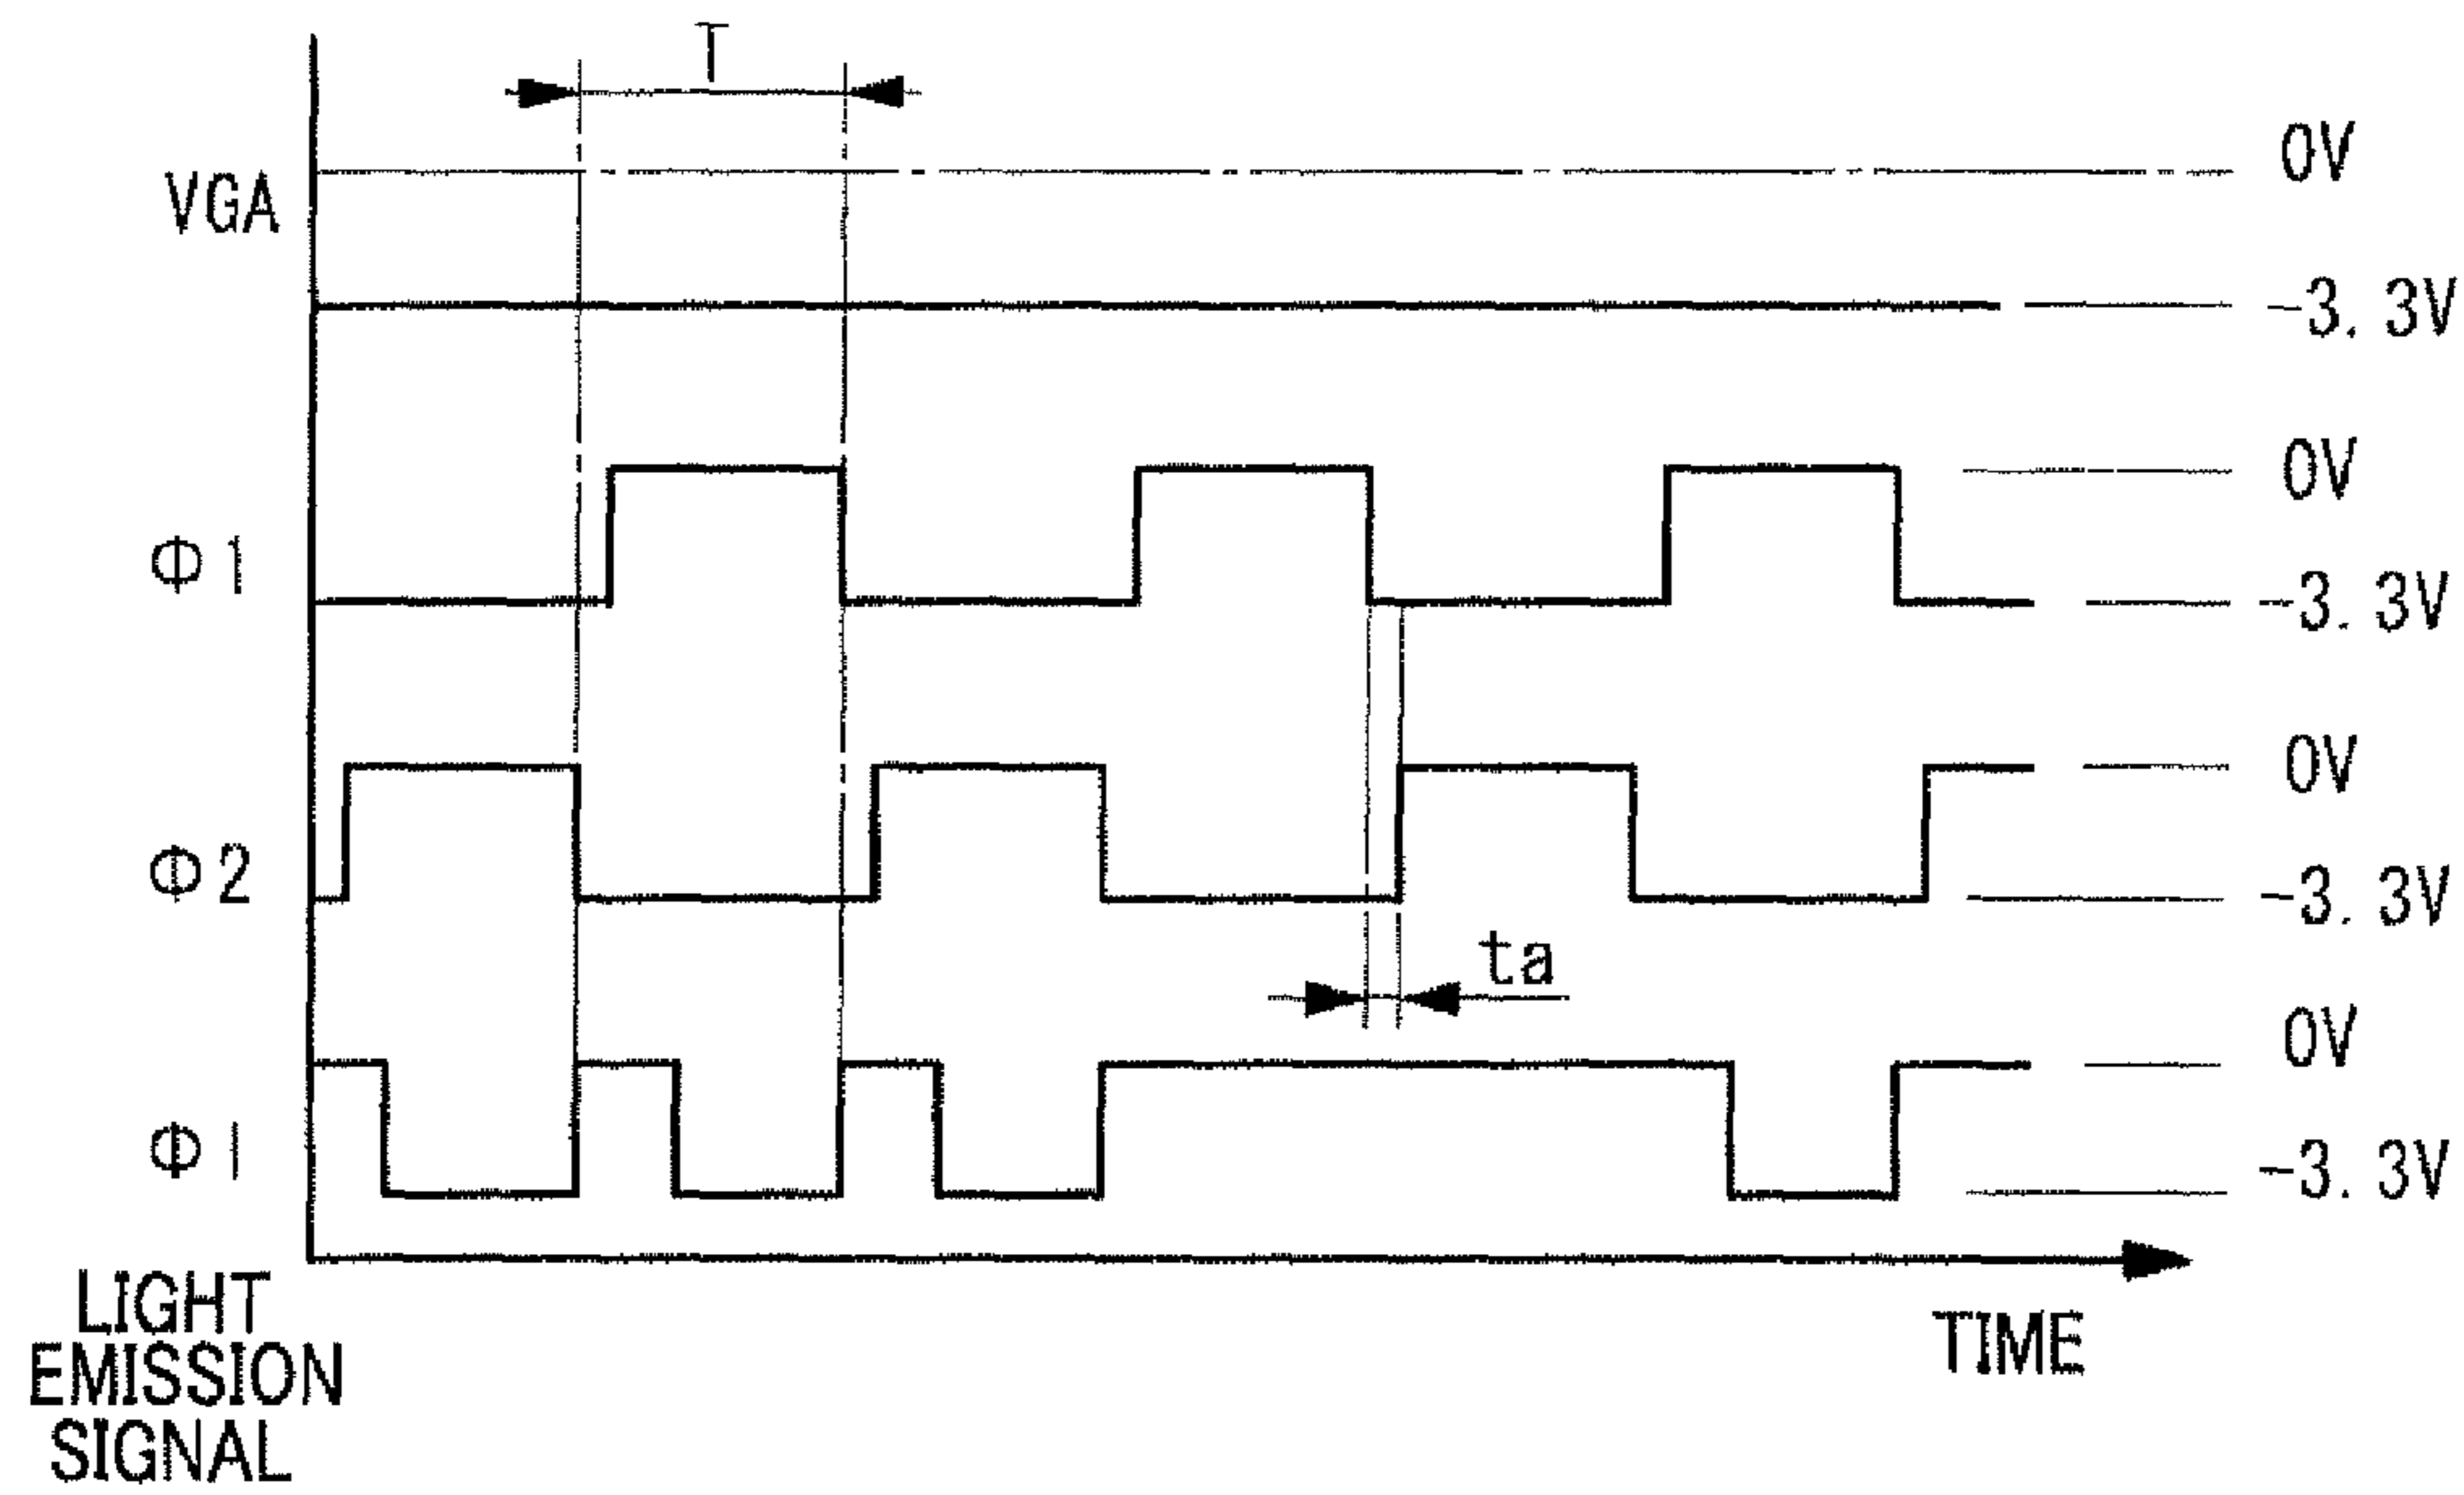 T
VGA
0V
-3.3V
Φ1
0V
-3.3V
Φ2
0V
-3.3V
ta
ΦI
0V
-3.3V
LIGHT
EMISSION
SIGNAL
TIME